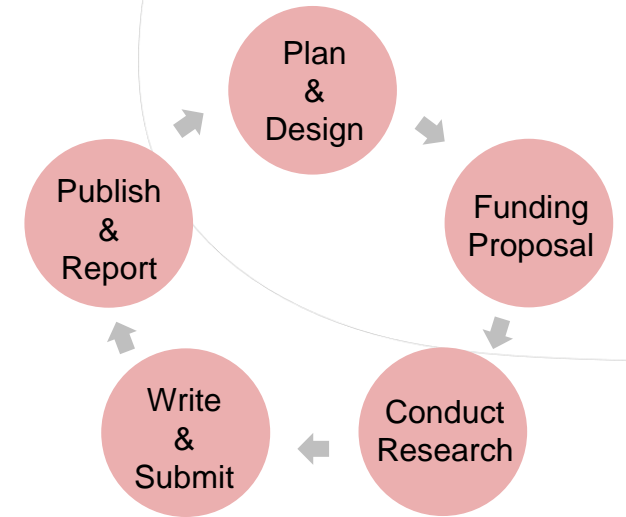 Plan
&
Design
Funding
Proposal
Conduct
Research
Write
&
Submit
Publish
&
Report